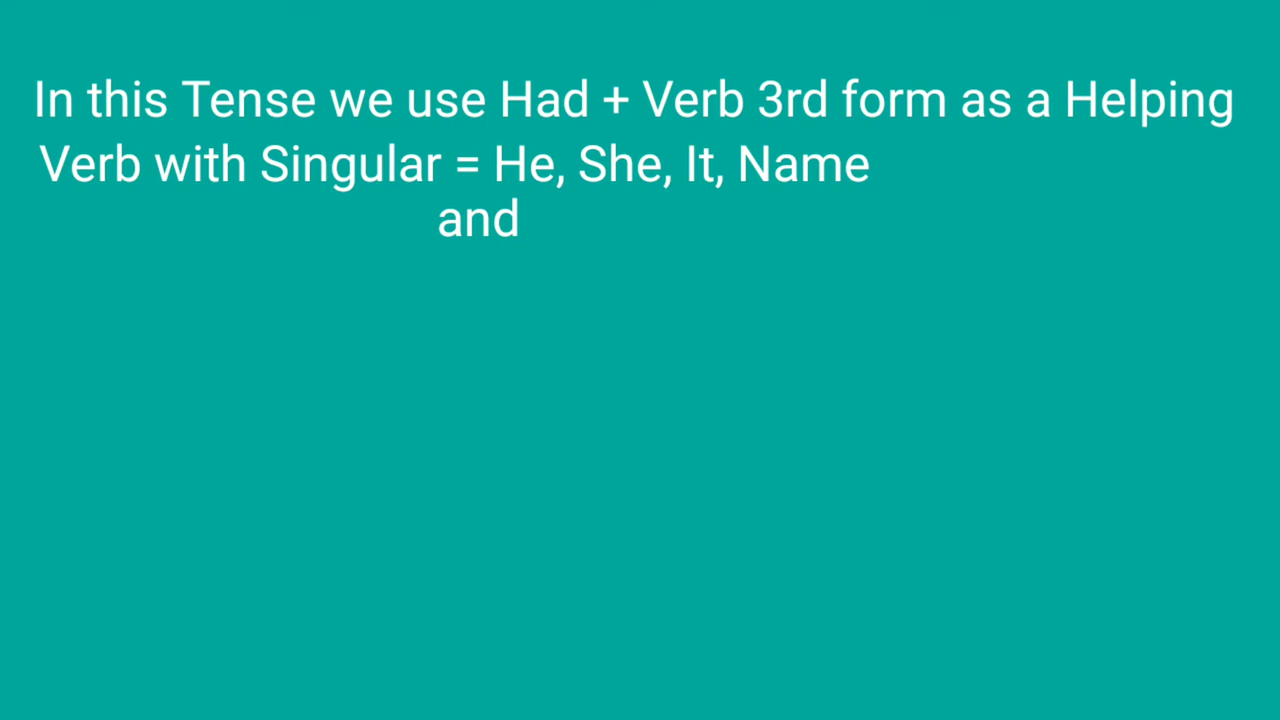 In this Tense we use Had + Verb 3rd form as a Helping
Verb with Singular = He, She, It, Name
and